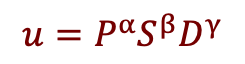 u = P^α S^β D^γ